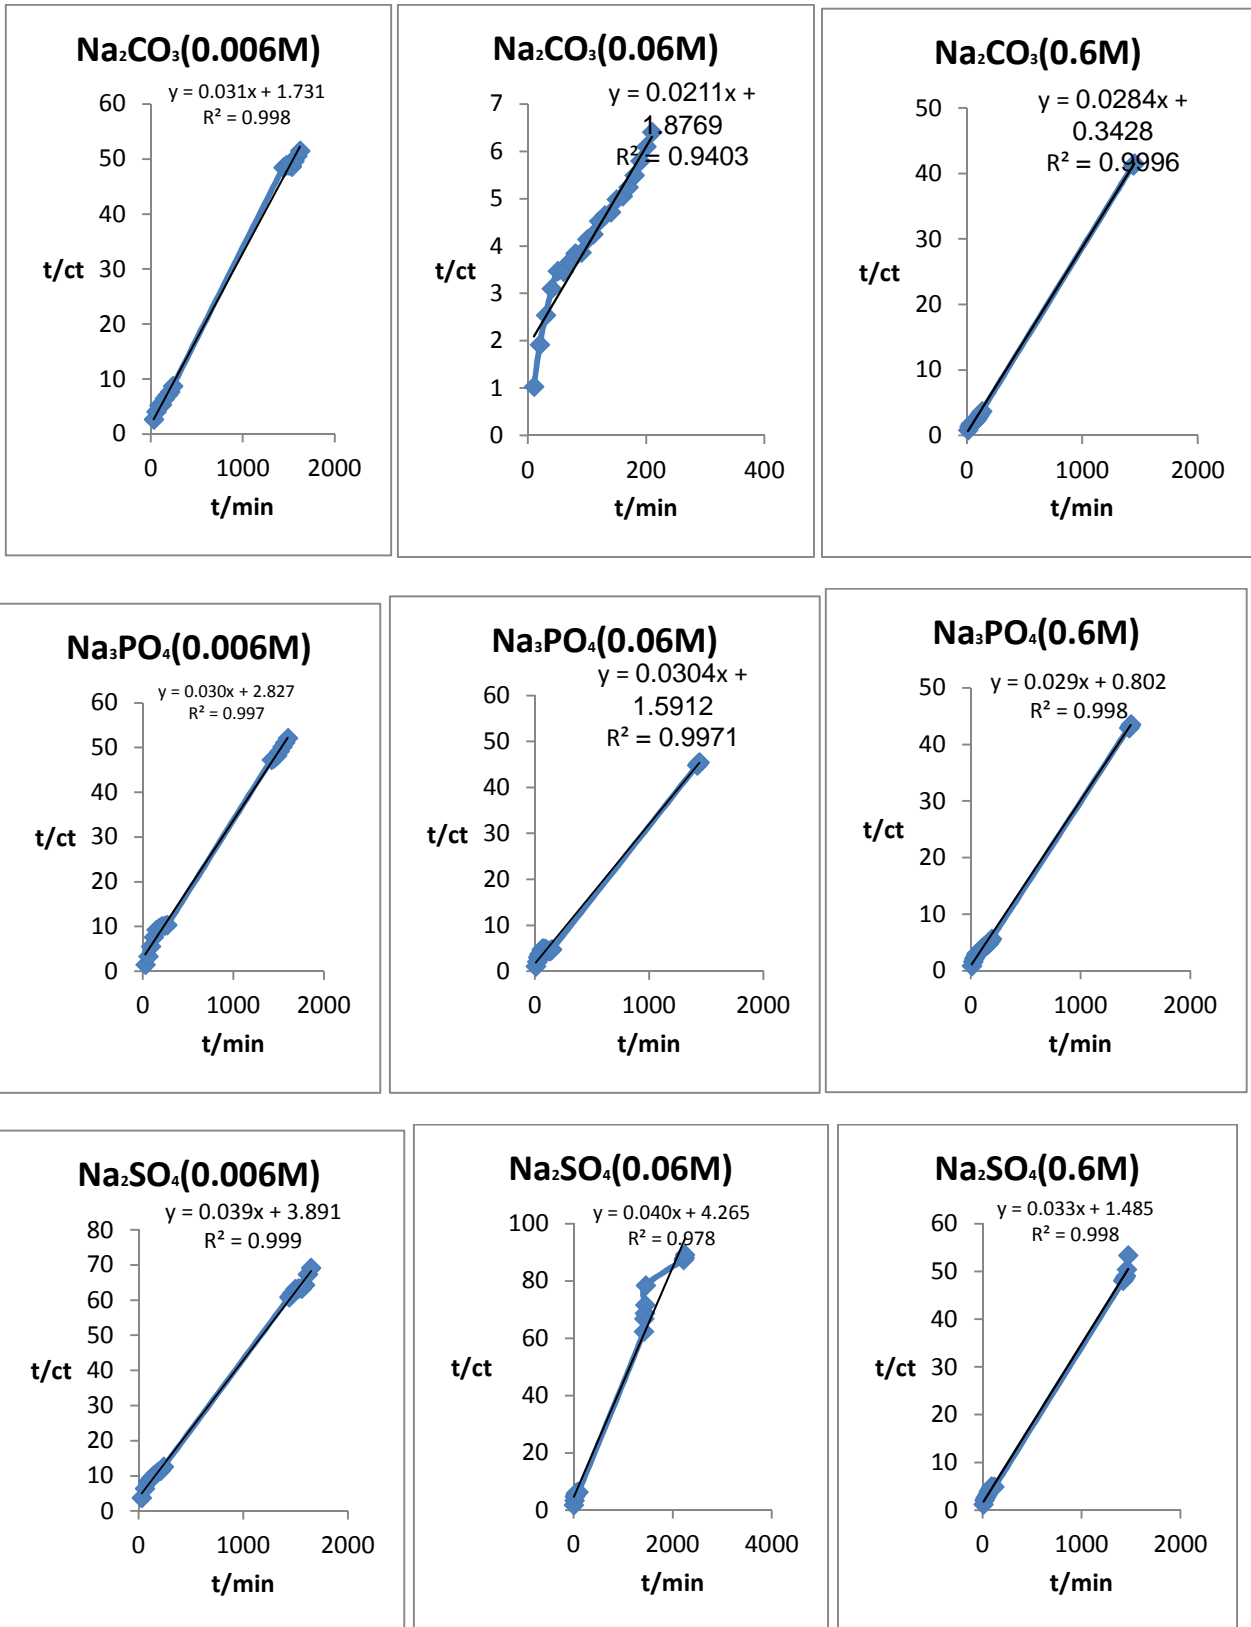 Na₂CO₃(0.006M)
y = 0.031x + 1.731
R² = 0.998
60
50
40
30
20
10
0
t/ct
0 1000 2000
t/min
Na₂CO₃(0.06M)
y = 0.0211x +
1.8769
R² = 0.9403
7
6
5
4
3
2
1
0
t/ct
0 200 400
t/min
Na₂CO₃(0.6M)
y = 0.0284x +
0.3428
R² = 0.9996
50
40
30
20
10
0
t/ct
0 1000 2000
t/min
Na₃PO₄(0.006M)
y = 0.030x + 2.827
R² = 0.997
60
50
40
30
20
10
0
t/ct
0 1000 2000
t/min
Na₃PO₄(0.06M)
y = 0.0304x +
1.5912
R² = 0.9971
60
50
40
30
20
10
0
t/ct
0 1000 2000
t/min
Na₃PO₄(0.6M)
y = 0.029x + 0.802
R² = 0.998
50
40
30
20
10
0
t/ct
0 1000 2000
t/min
Na₂SO₄(0.006M)
y = 0.039x + 3.891
R² = 0.999
80
70
60
50
40
30
20
10
0
t/ct
0 1000 2000
t/min
Na₂SO₄(0.06M)
y = 0.040x + 4.265
R² = 0.978
100
80
60
40
20
0
t/ct
0 2000 4000
t/min
Na₂SO₄(0.6M)
y = 0.033x + 1.485
R² = 0.998
60
50
40
30
20
10
0
t/ct
0 1000 2000
t/min